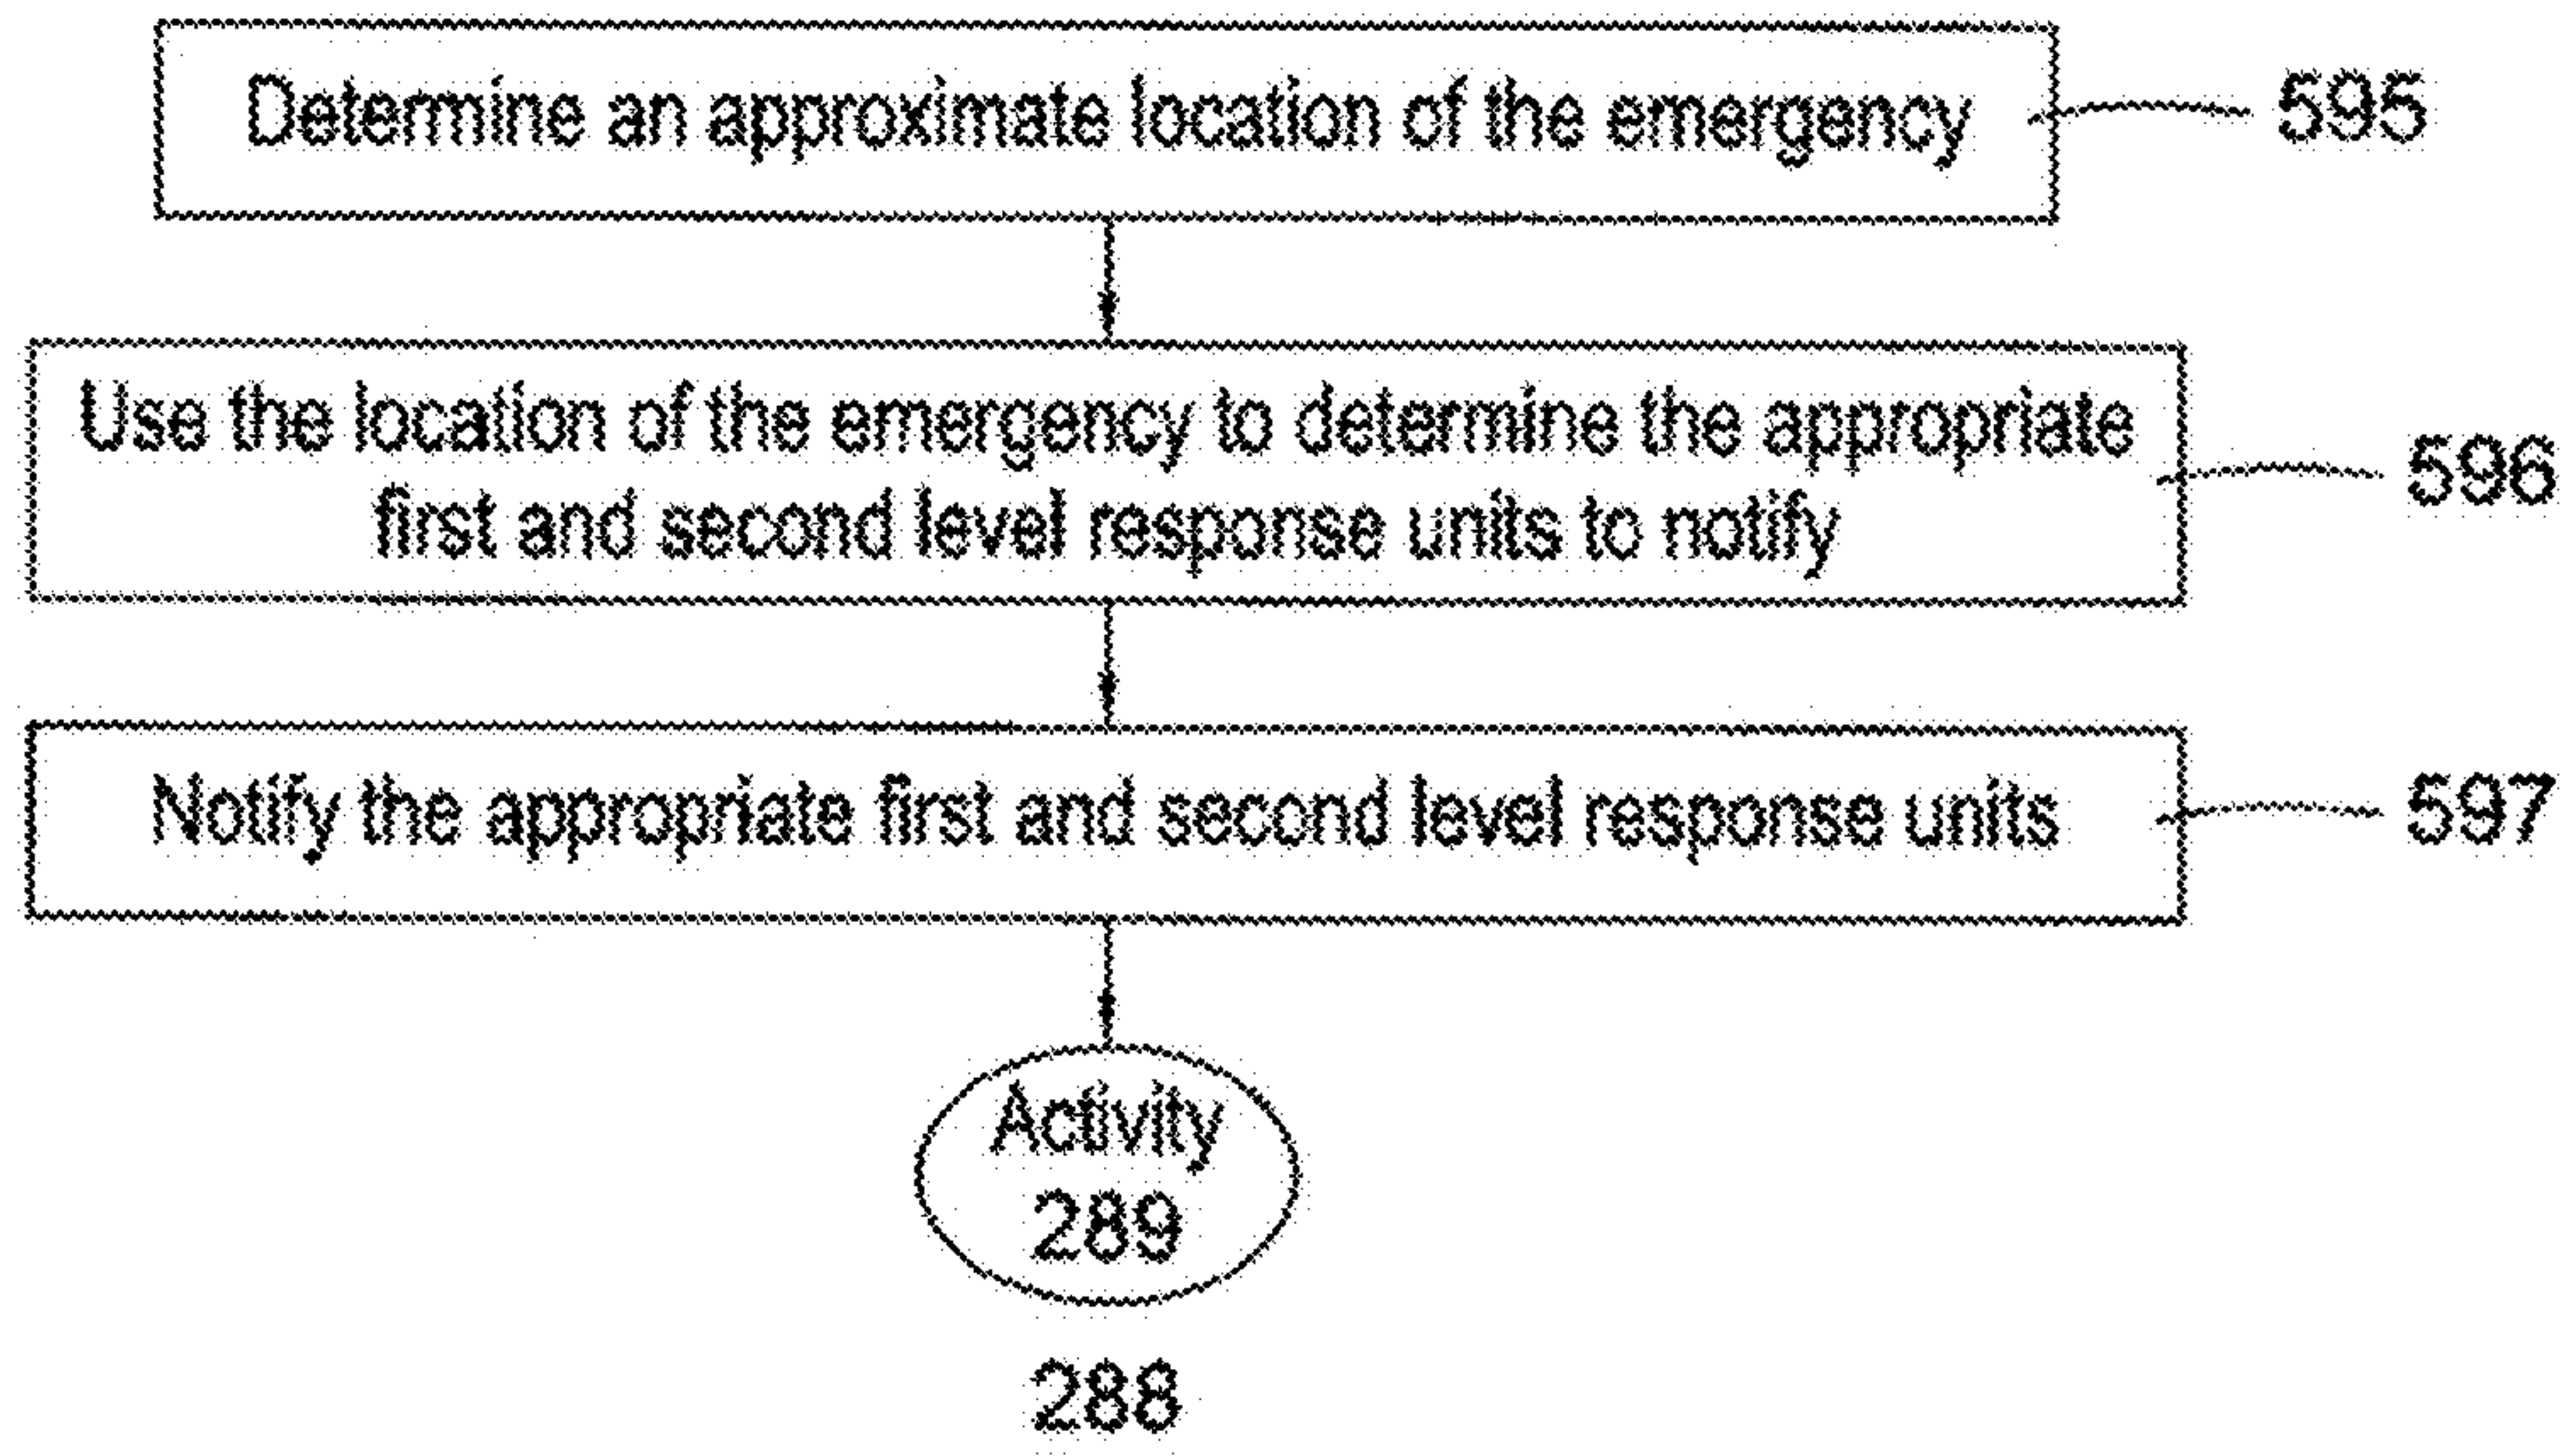 Determine an approximate location of the emergency
595
Use the location of the emergency to determine the appropriate
first and second level response units to notify
596
Notify the appropriate first and second level response units
597
Activity
289
288